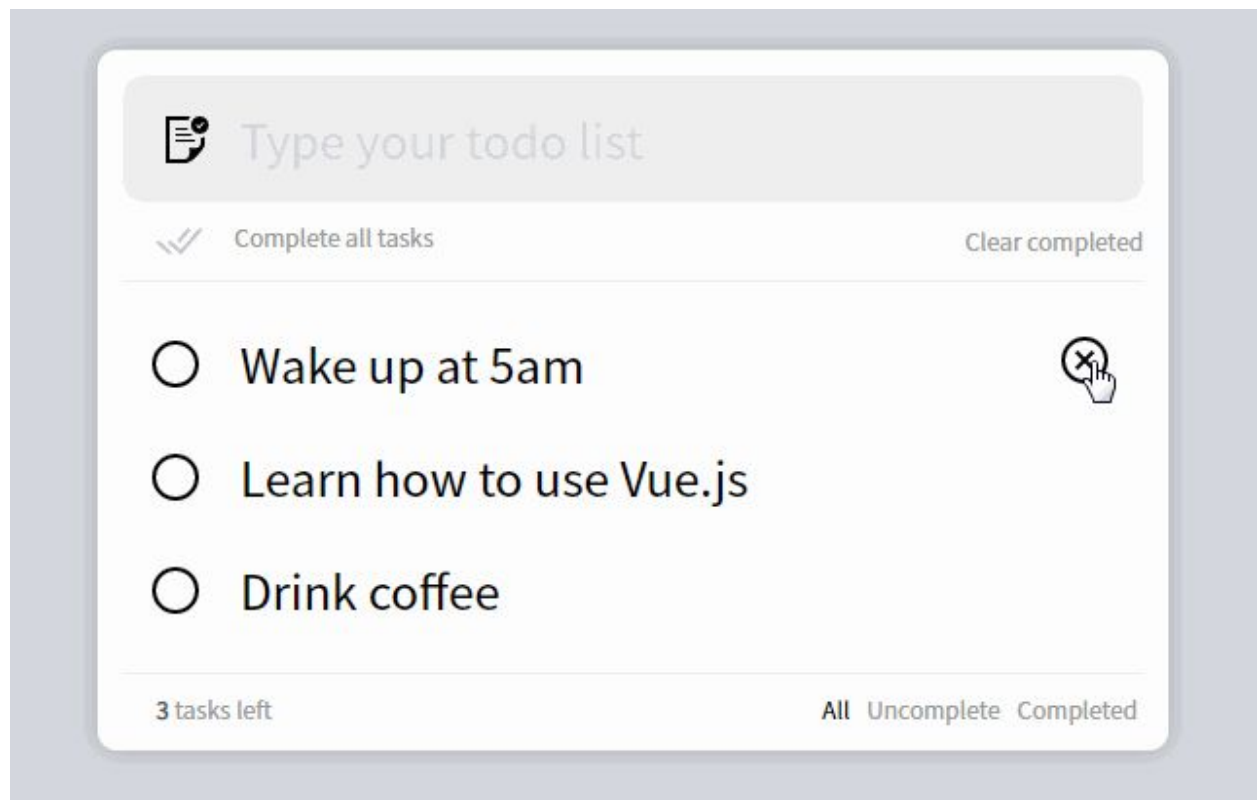 Type your todo list
Complete all tasks
Clear completed
Wake up at 5am
Learn how to use Vue.js
Drink coffee
3 tasks left
All Uncomplete Completed